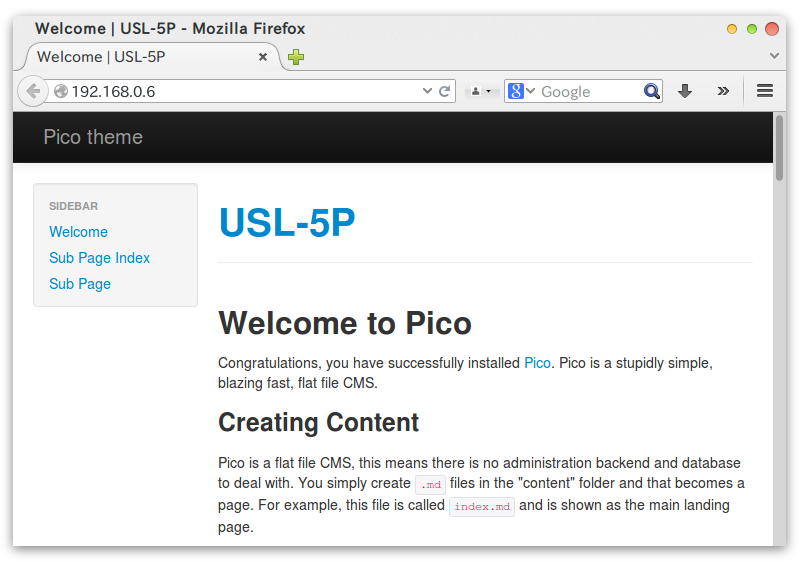 Welcome | USL-5P - Mozilla Firefox
Welcome | USL-5P
192.168.0.6
Google
Pico theme
SIDEBAR
Welcome
Sub Page Index
Sub Page
USL-5P
Welcome to Pico
Congratulations, you have successfully installed Pico. Pico is a stupidly simple,
blazing fast, flat file CMS.
Creating Content
Pico is a flat file CMS, this means there is no administration backend and database
to deal with. You simply create .md files in the "content" folder and that becomes a
page. For example, this file is called index.md and is shown as the main landing
page.